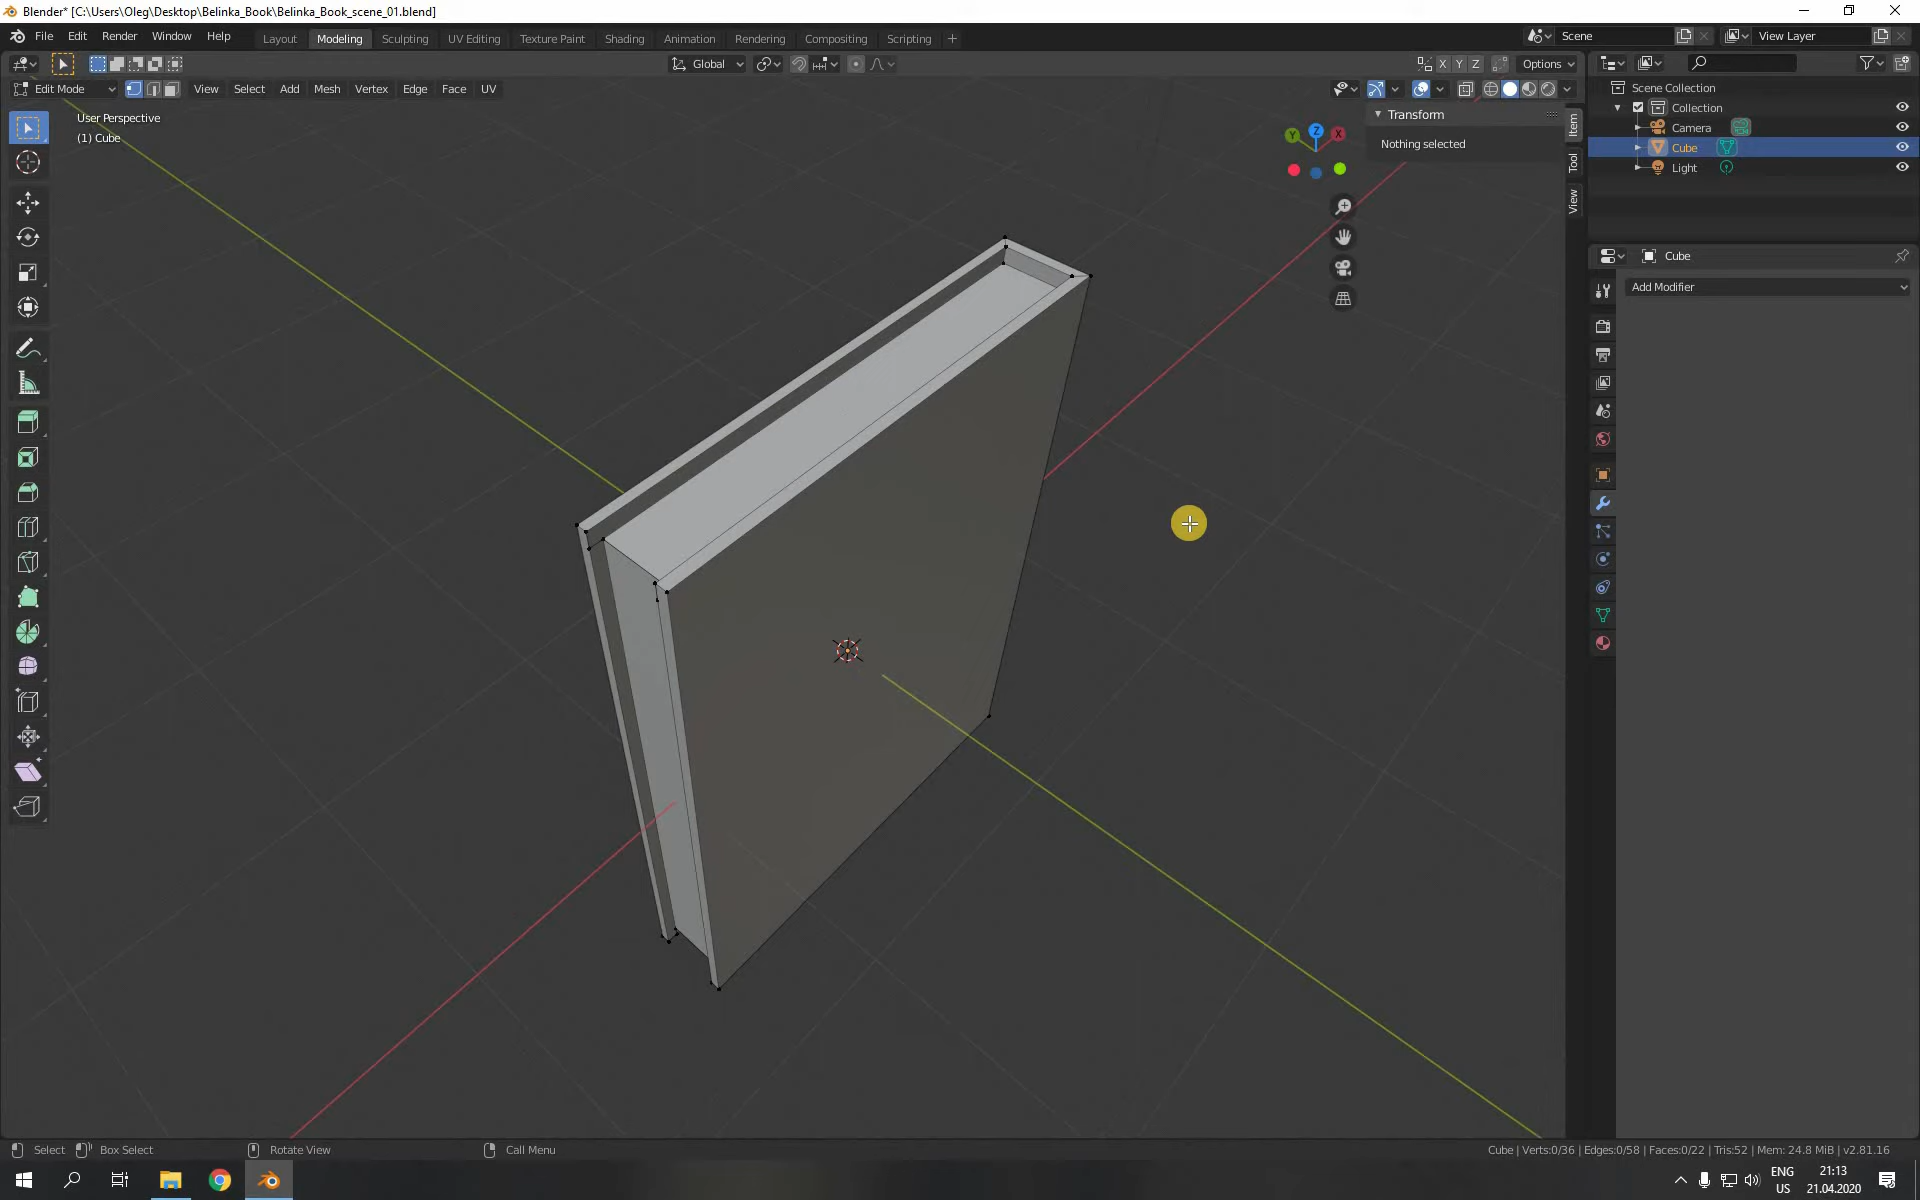 Blender* [C:\Users\Oleg\Desktop\Belinka_Book\Belinka_Book_scene_01.blend]
File Edit Render Window Help Layout Modeling Sculpting UV Editing Texture Paint Shading Animation Rendering Compositing Scripting + Scene View Layer
Global X Y Z Options
Edit Mode View Select Add Mesh Vertex Edge Face UV
User Perspective
(1) Cube
Transform
Nothing selected
Item
Tool
View
Z
Y
X
Scene Collection
Collection
Camera
Cube
Light
Cube
Add Modifier
Select Box Select Rotate View Call Menu Cube | Verts:0/36 | Edges:0/58 | Faces:0/22 | Tris:52 | Mem: 24.8 MiB | v2.81.16
ENG
US
21:13
21.04.2020